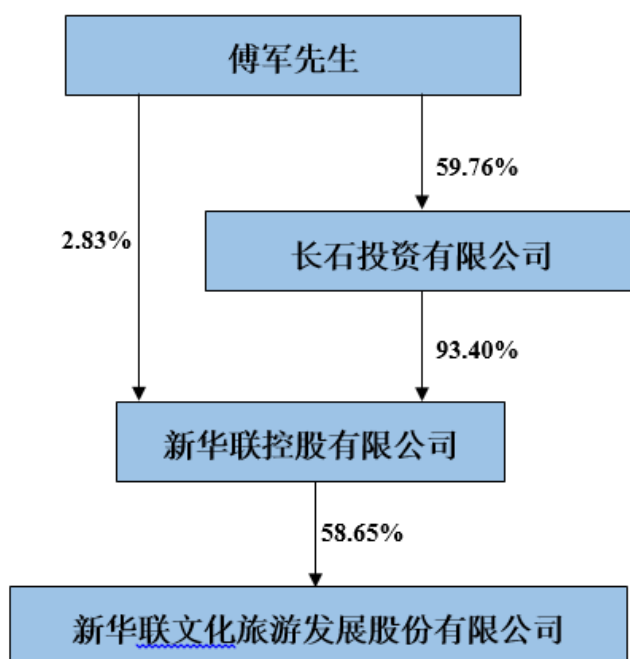 傅军先生
59.76%
2.83%
长石投资有限公司
93.40%
新华联控股有限公司
58.65%
新华联文化旅游发展股份有限公司